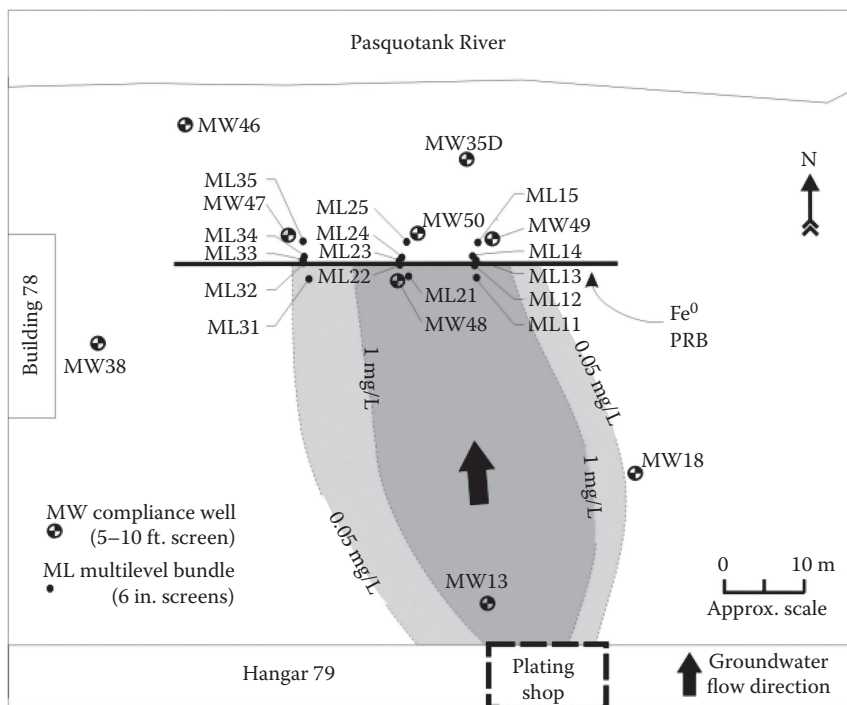 Pasquotank River
MW46
MW35D
N
ML35
MW47
ML34
ML33
ML32
ML31
ML25
ML24
ML23
ML22
MW50
ML15
MW49
ML14
ML13
ML12
ML11
ML21
MW48
Fe⁰
PRB
Building 78
MW38
1 mg/L
0.05 mg/L
1 mg/L
0.05 mg/L
MW18
MW13
MW compliance well
(5–10 ft. screen)
ML multilevel bundle
(6 in. screens)
0 10 m
Approx. scale
Hangar 79
Plating
shop
Groundwater
flow direction